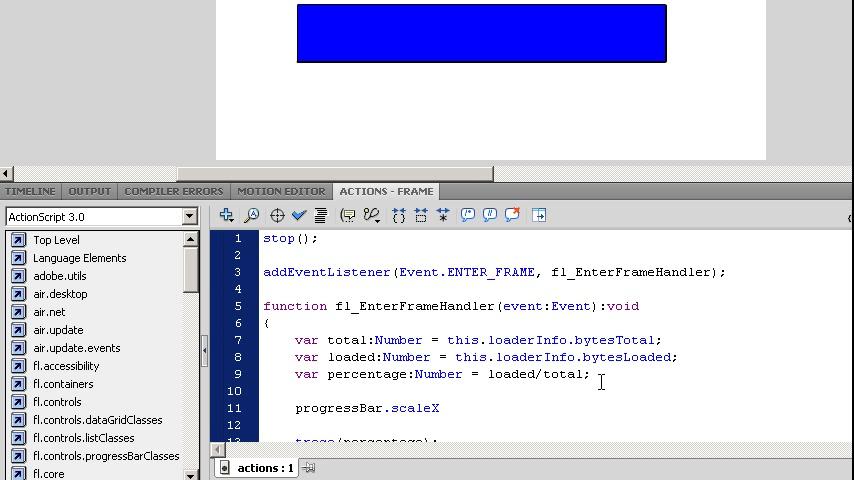 TIMELINE OUTPUT COMPILER ERRORS MOTION EDITOR ACTIONS - FRAME
ActionScript 3.0
Top Level
Language Elements
adobe.utils
air.desktop
air.net
air.update
air.update.events
fl.accessibility
fl.containers
fl.controls
fl.controls.dataGridClasses
fl.controls.listClasses
fl.controls.progressBarClasses
fl.core
1 stop();
2
3 addEventListener(Event.ENTER_FRAME, fl_EnterFrameHandler);
4
5 function fl_EnterFrameHandler(event:Event):void
6 {
7 var total:Number = this.loaderInfo.bytesTotal;
8 var loaded:Number = this.loaderInfo.bytesLoaded;
9 var percentage:Number = loaded/total;
10
11 progressBar.scaleX
12
13 trace(percentage);
actions : 1